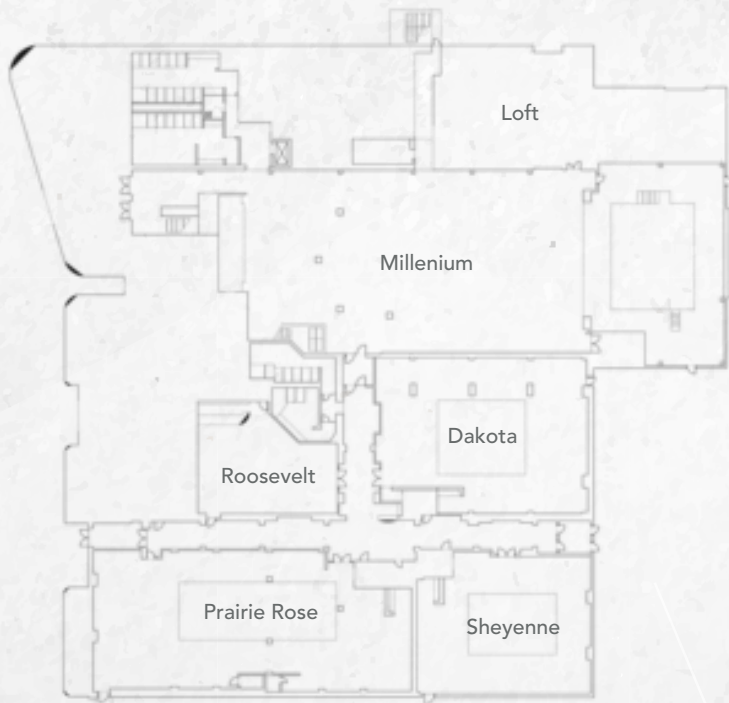 Loft
Millenium
Dakota
Roosevelt
Prairie Rose
Sheyenne